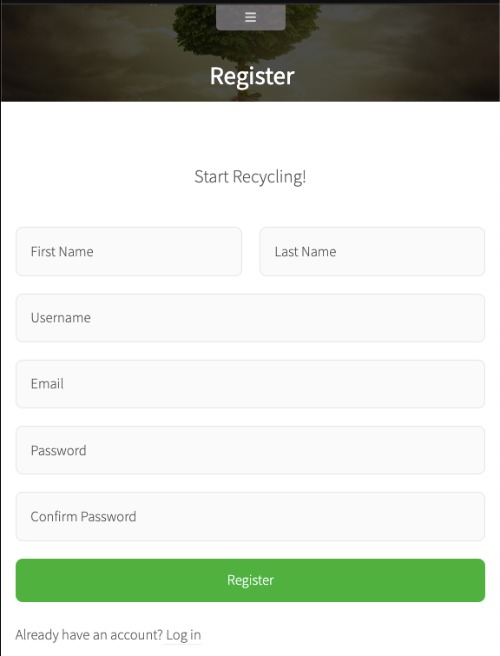 Register
Start Recycling!
First Name
Last Name
Username
Email
Password
Confirm Password
Register
Already have an account? Log in